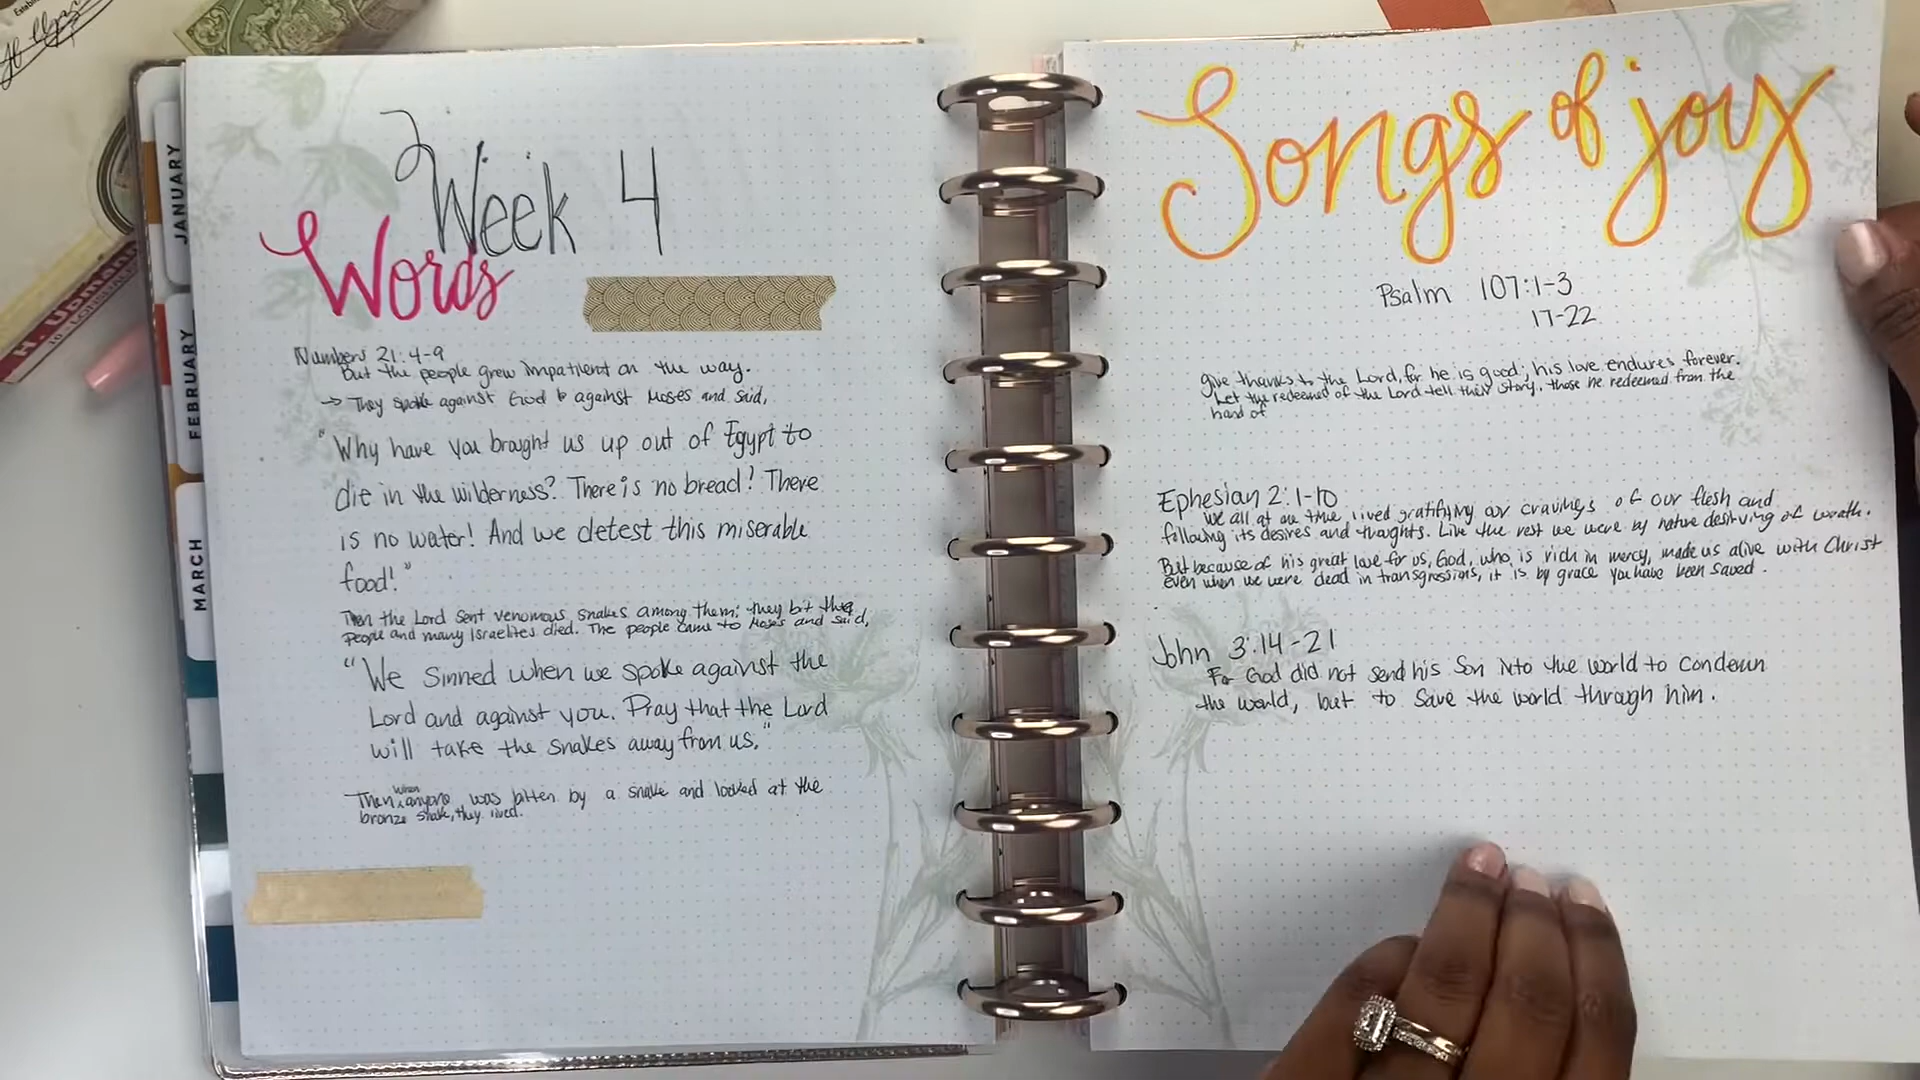 JANUARY
FEBRUARY
MARCH
H. Upmann
Week 4
Words
Numbers 21:4-9
But the people grew impatient on the way.
→ They spoke against God & against Moses and said,
"Why have you brought us up out of Egypt to
die in the wilderness? There is no bread! There
is no water! And we detest this miserable
food!"
Then the Lord sent venomous snakes among them; they bit the
people and many Israelites died. The people came to Moses and said,
"We sinned when we spoke against the
Lord and against you. Pray that the Lord
will take the snakes away from us."
Then, when anyone was bitten by a snake and looked at the
bronze snake, they lived.
Songs of joy
Psalm 107:1-3
17-22
Give thanks to the Lord, for he is good; his love endures forever.
Let the redeemed of the Lord tell their story, those he redeemed from the
hand of
Ephesian 2:1-10
We all at one time lived gratifying our cravings of our flesh and
following its desires and thoughts. Like the rest we were by nature deserving of wrath.
But because of his great love for us, God, who is rich in mercy, made us alive with Christ
even when we were dead in transgressions, it is by grace you have been saved.
John 3:14-21
For God did not send his Son into the world to condemn
the world, but to save the world through him.